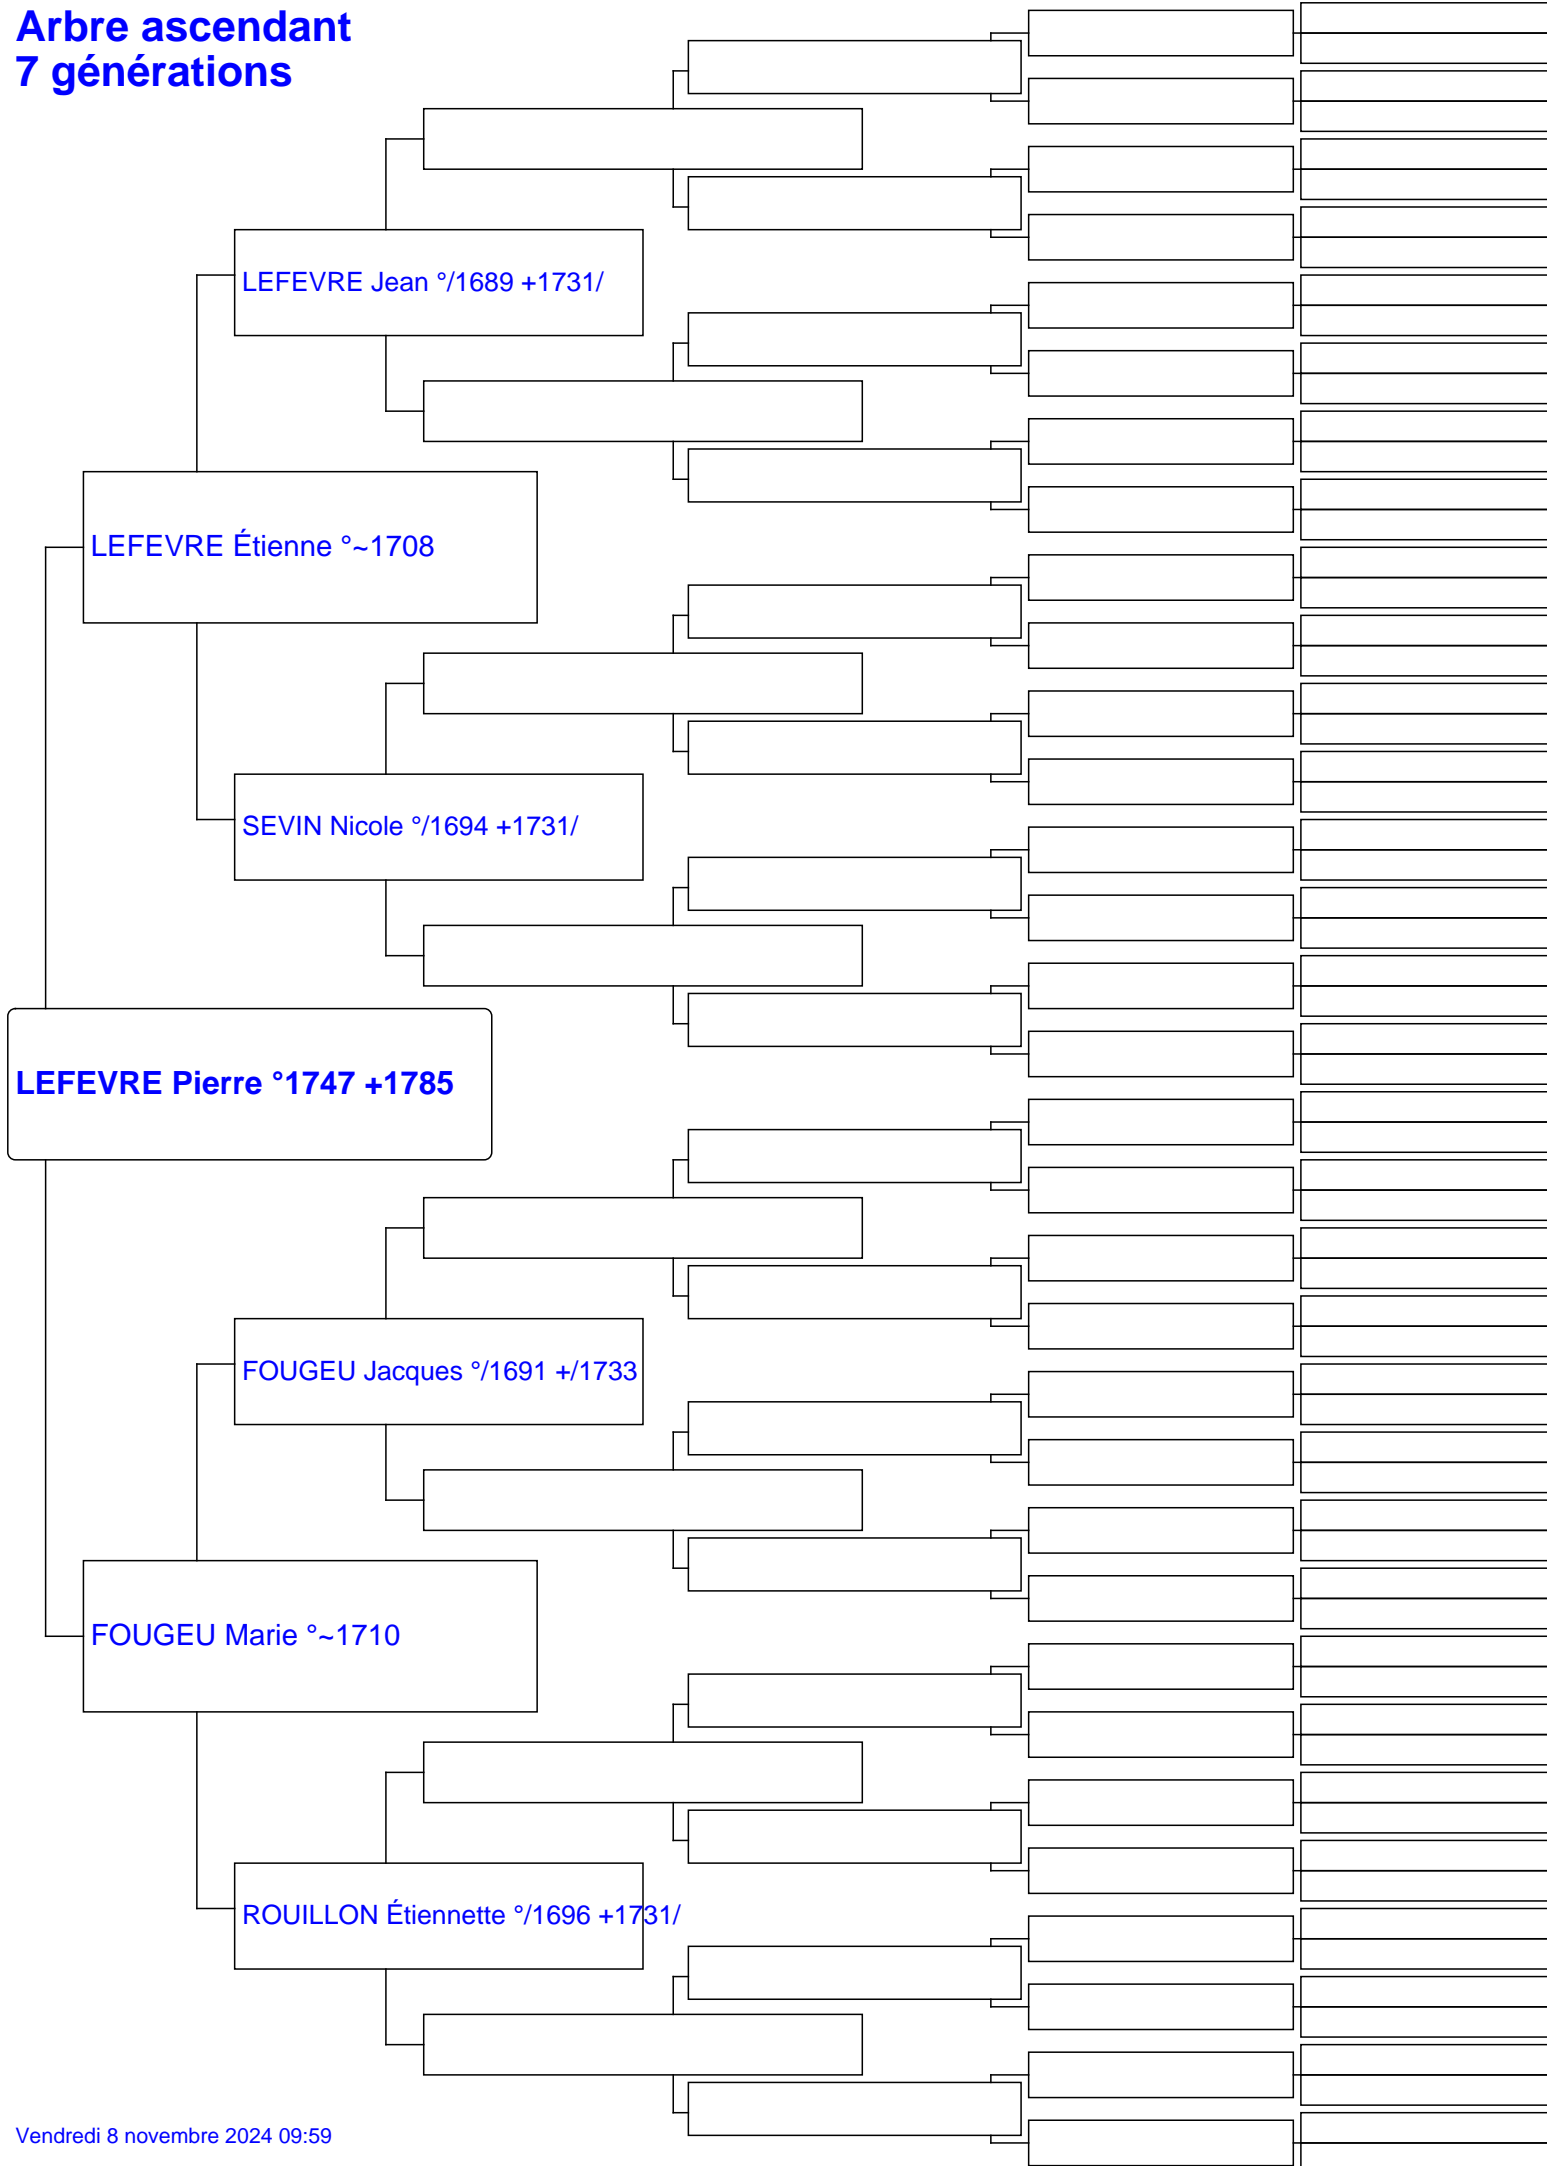 Arbre ascendant
7 générations
LEFEVRE Jean °/1689 +1731/
LEFEVRE Étienne °~1708
SEVIN Nicole °/1694 +1731/
LEFEVRE Pierre °1747 +1785
FOUGEU Jacques °/1691 +/1733
FOUGEU Marie °~1710
ROUILLON Étiennette °/1696 +1731/
Vendredi 8 novembre 2024 09:59